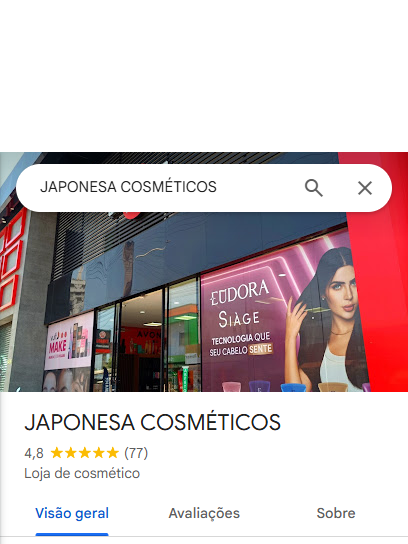 JAPONESA COSMÉTICOS
EUDORA
SIÀGE
TECNOLOGIA QUE
SEU CABELO SENTE
MAKE
JAPONESA COSMÉTICOS
4,8 (77)
Loja de cosmético
Visão geral
Avaliações
Sobre